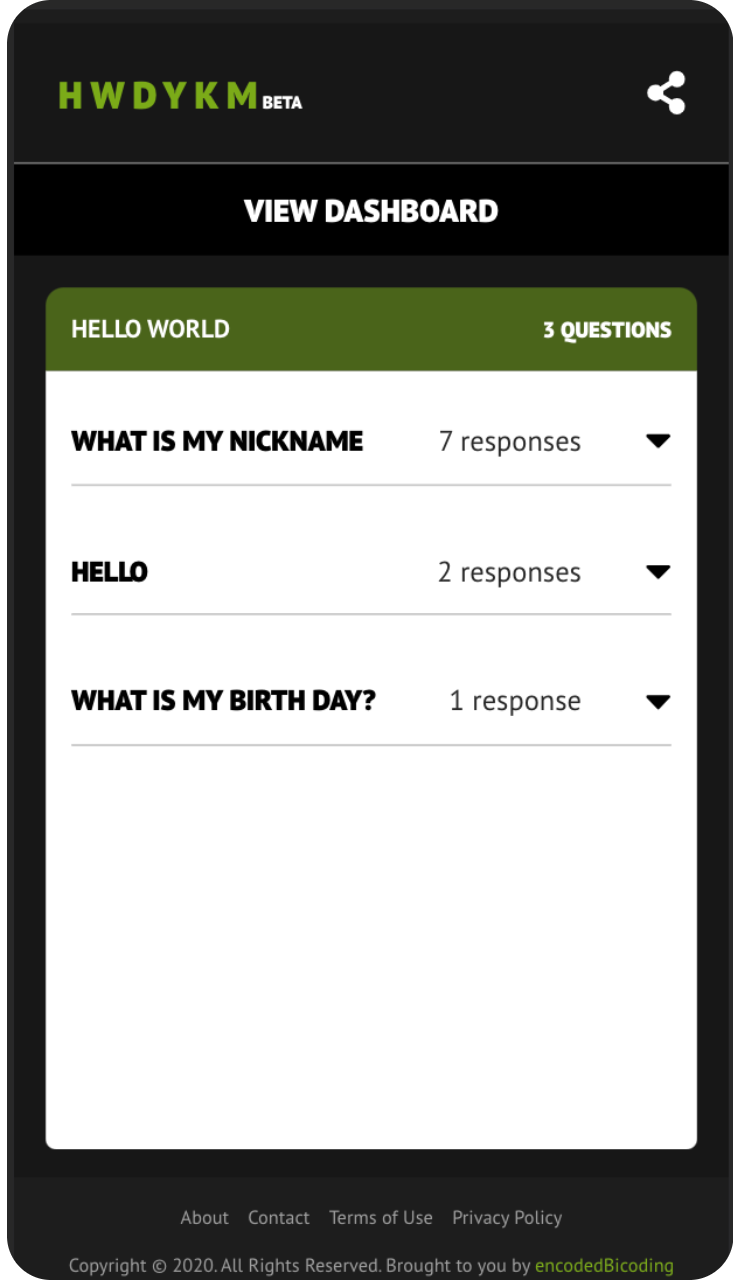 HWDYKM BETA
VIEW DASHBOARD
HELLO WORLD 3 QUESTIONS
WHAT IS MY NICKNAME 7 responses
HELLO 2 responses
WHAT IS MY BIRTH DAY? 1 response
About Contact Terms of Use Privacy Policy
Copyright © 2020. All Rights Reserved. Brought to you by encodedBicoding